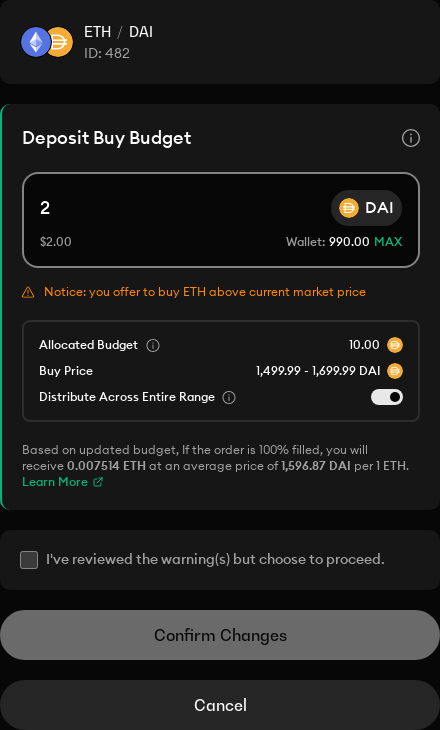 ETH / DAI
ID: 482
Deposit Buy Budget
2
DAI
$2.00
Wallet: 990.00 MAX
Notice: you offer to buy ETH above current market price
Allocated Budget 10.00
Buy Price 1,499.99 - 1,699.99 DAI
Distribute Across Entire Range
Based on updated budget, If the order is 100% filled, you will
receive 0.007514 ETH at an average price of 1,596.87 DAI per 1 ETH.
Learn More
I've reviewed the warning(s) but choose to proceed.
Confirm Changes
Cancel